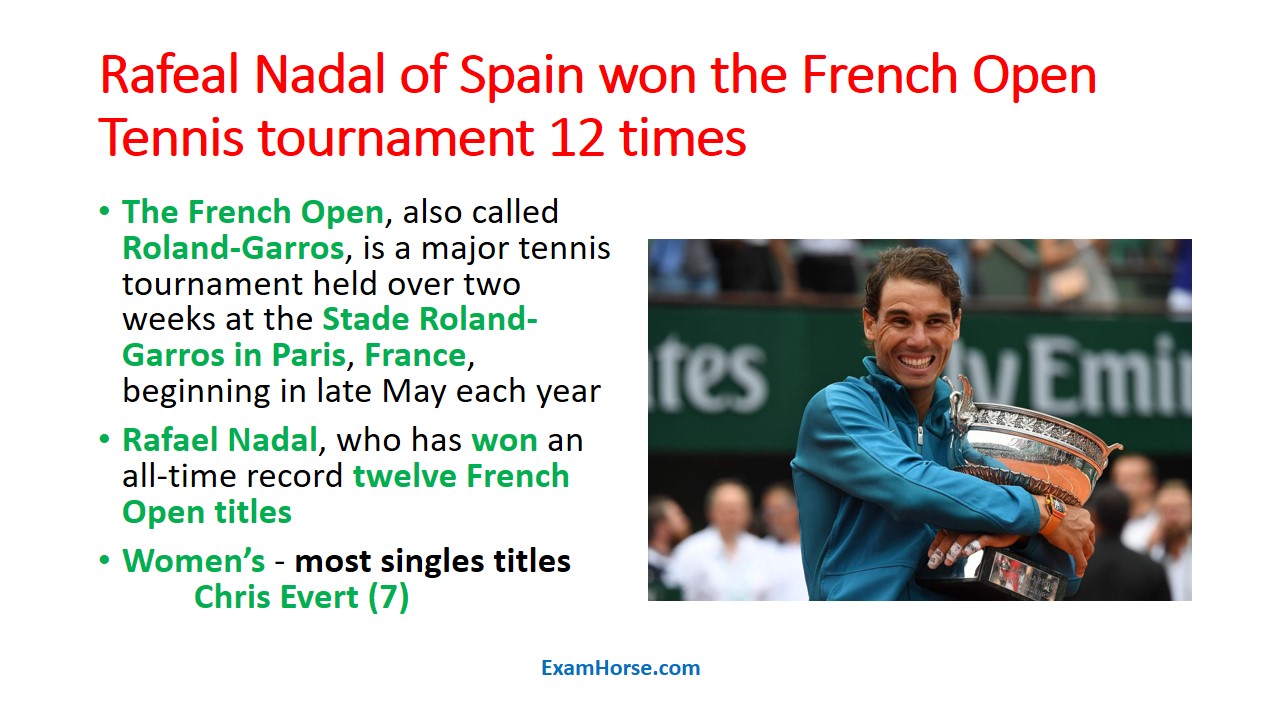 Rafeal Nadal of Spain won the French Open
Tennis tournament 12 times
• The French Open, also called
Roland-Garros, is a major tennis
tournament held over two
weeks at the Stade Roland-
Garros in Paris, France,
beginning in late May each year
• Rafael Nadal, who has won an
all-time record twelve French
Open titles
• Women’s - most singles titles
Chris Evert (7)
tes
y Emir
ExamHorse.com